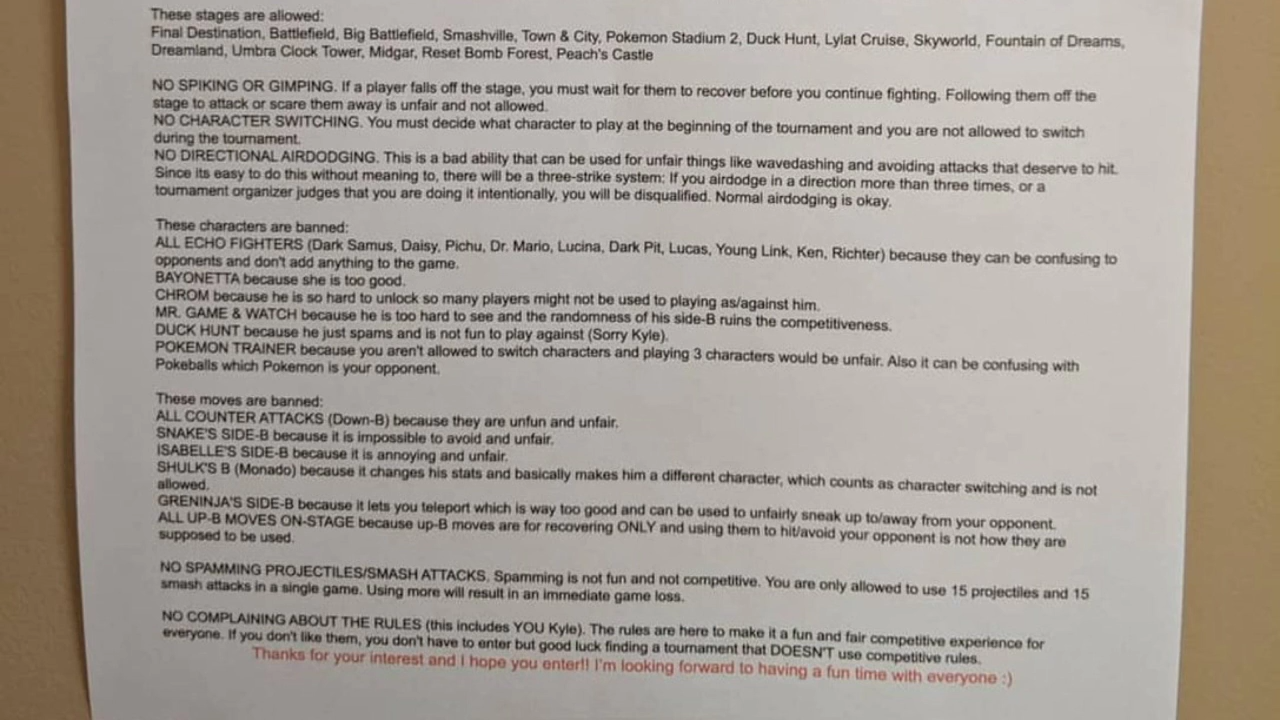 These stages are allowed:
Final Destination, Battlefield, Big Battlefield, Smashville, Town & City, Pokemon Stadium 2, Duck Hunt, Lylat Cruise, Skyworld, Fountain of Dreams,
Dreamland, Umbra Clock Tower, Midgar, Reset Bomb Forest, Peach's Castle
NO SPIKING OR GIMPING. If a player falls off the stage, you must wait for them to recover before you continue fighting. Following them off the
stage to attack or scare them away is unfair and not allowed.
NO CHARACTER SWITCHING. You must decide what character to play at the beginning of the tournament and you are not allowed to switch
during the tournament.
NO DIRECTIONAL AIRDODGING. This is a bad ability that can be used for unfair things like wavedashing and avoiding attacks that deserve to hit.
Since its easy to do this without meaning to, there will be a three-strike system: If you airdodge in a direction more than three times, or a
tournament organizer judges that you are doing it intentionally, you will be disqualified. Normal airdodging is okay.
These characters are banned:
ALL ECHO FIGHTERS (Dark Samus, Daisy, Pichu, Dr. Mario, Lucina, Dark Pit, Lucas, Young Link, Ken, Richter) because they can be confusing to
opponents and don't add anything to the game.
BAYONETTA because she is too good.
CHROM because he is so hard to unlock so many players might not be used to playing as/against him.
MR. GAME & WATCH because he is too hard to see and the randomness of his side-B ruins the competitiveness.
DUCK HUNT because he just spams and is not fun to play against (Sorry Kyle).
POKEMON TRAINER because you aren't allowed to switch characters and playing 3 characters would be unfair. Also it can be confusing with
Pokeballs which Pokemon is your opponent.
These moves are banned:
ALL COUNTER ATTACKS (Down-B) because they are unfun and unfair.
SNAKE'S SIDE-B because it is impossible to avoid and unfair.
ISABELLE'S SIDE-B because it is annoying and unfair.
SHULK'S B (Monado) because it changes his stats and basically makes him a different character, which counts as character switching and is not
allowed.
GRENINJA'S SIDE-B because it lets you teleport which is way too good and can be used to unfairly sneak up to/away from your opponent.
ALL UP-B MOVES ON-STAGE because up-B moves are for recovering ONLY and using them to hit/avoid your opponent is not how they are
supposed to be used.
NO SPAMMING PROJECTILES/SMASH ATTACKS. Spamming is not fun and not competitive. You are only allowed to use 15 projectiles and 15
smash attacks in a single game. Using more will result in an immediate game loss.
NO COMPLAINING ABOUT THE RULES (this includes YOU Kyle). The rules are here to make it a fun and fair competitive experience for
everyone. If you don't like them, you don't have to enter but good luck finding a tournament that DOESN'T use competitive rules.
Thanks for your interest and I hope you enter!! I'm looking forward to having a fun time with everyone :)